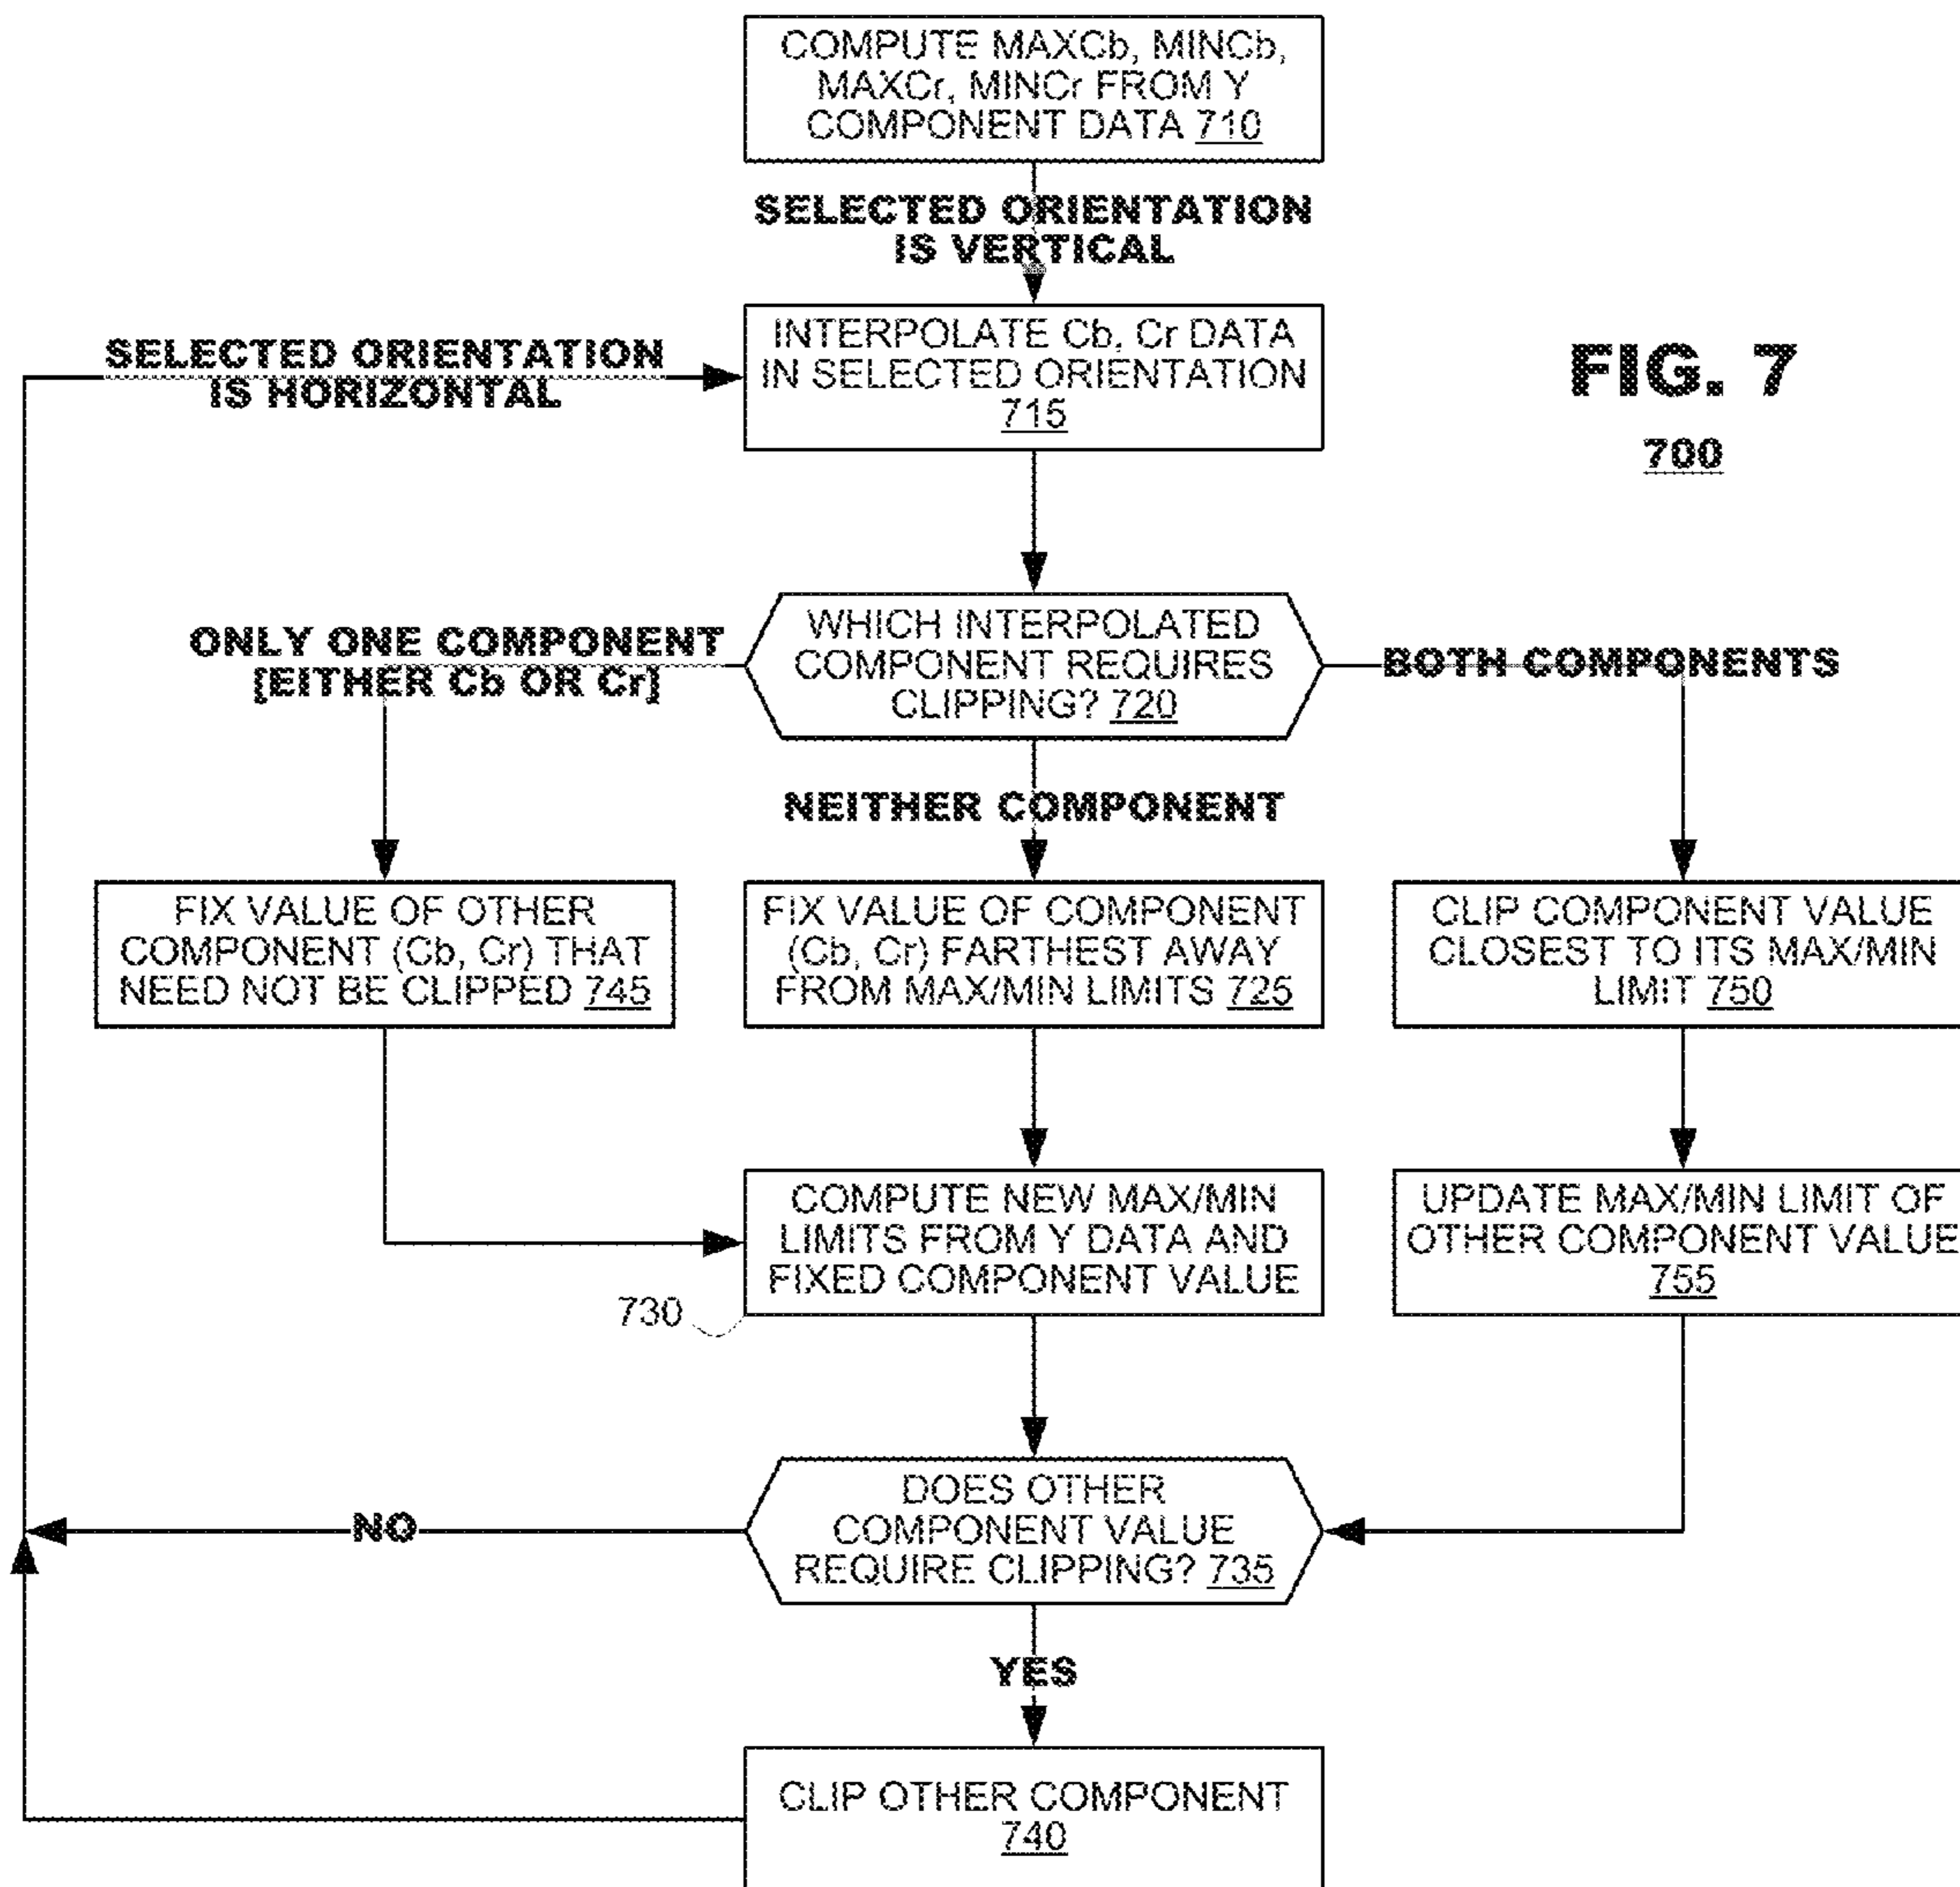 COMPUTE MAXCb, MINCb,
MAXCr, MINCr FROM Y
COMPONENT DATA 710
SELECTED ORIENTATION
IS VERTICAL
SELECTED ORIENTATION
IS HORIZONTAL
INTERPOLATE Cb, Cr DATA
IN SELECTED ORIENTATION
715
FIG. 7
700
ONLY ONE COMPONENT
[EITHER Cb OR Cr]
WHICH INTERPOLATED
COMPONENT REQUIRES
CLIPPING? 720
BOTH COMPONENTS
NEITHER COMPONENT
FIX VALUE OF OTHER
COMPONENT (Cb, Cr) THAT
NEED NOT BE CLIPPED 745
FIX VALUE OF COMPONENT
(Cb, Cr) FARTHEST AWAY
FROM MAX/MIN LIMITS 725
CLIP COMPONENT VALUE
CLOSEST TO ITS MAX/MIN
LIMIT 750
COMPUTE NEW MAX/MIN
LIMITS FROM Y DATA AND
FIXED COMPONENT VALUE
730
UPDATE MAX/MIN LIMIT OF
OTHER COMPONENT VALUE
755
DOES OTHER
COMPONENT VALUE
REQUIRE CLIPPING? 735
NO
YES
CLIP OTHER COMPONENT
740